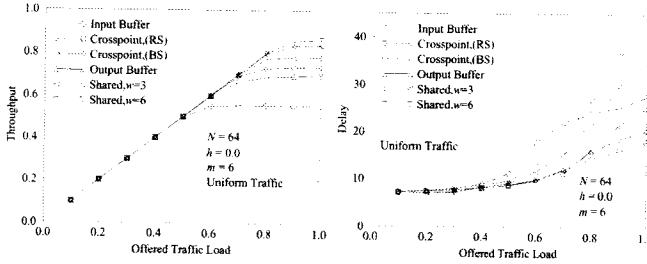 1.0
0.8
0.6
0.4
0.2
0.0
Throughput
Input Buffer
Crosspoint,(RS)
Crosspoint,(BS)
Output Buffer
Shared,w=3
Shared,w=6
N = 64
h = 0.0
m = 6
Uniform Traffic
0.0 0.2 0.4 0.6 0.8 1.0
Offered Traffic Load
40
30
20
10
0
Delay
Input Buffer
Crosspoint,(RS)
Crosspoint,(BS)
Output Buffer
Shared,w=3
Shared,w=6
Uniform Traffic
N = 64
h = 0.0
m = 6
0.0 0.2 0.4 0.6 0.8 1.0
Offered Traffic Load